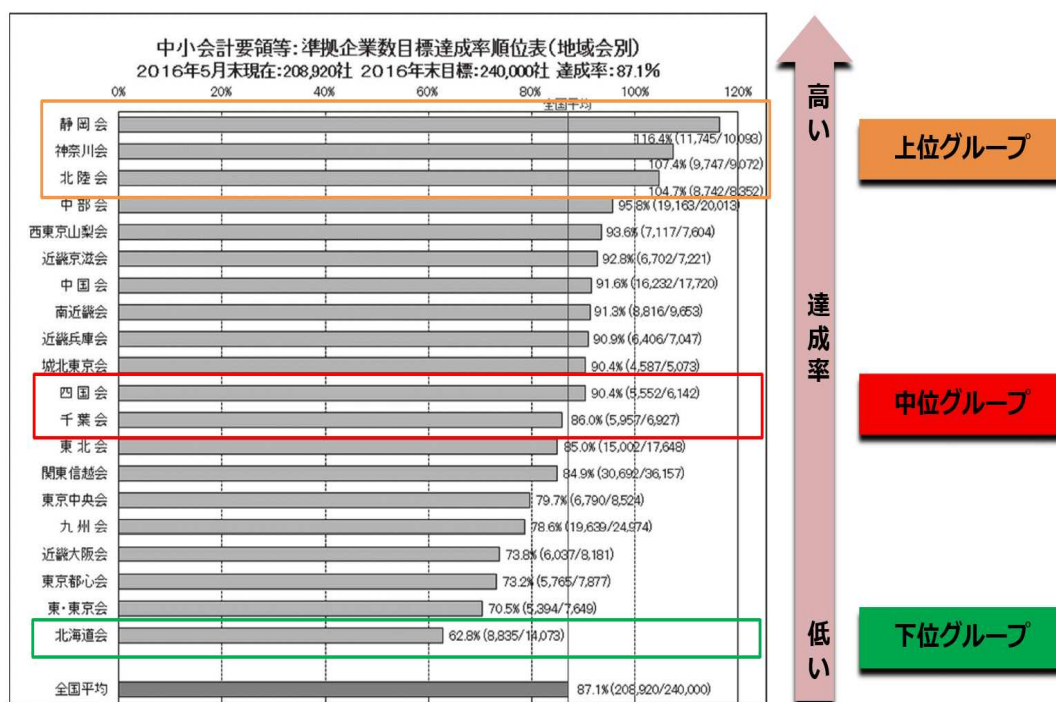 中小会計要領等:準拠企業数目標達成率順位表(地域会別)
2016年5月末現在:208,920社 2016年末目標:240,000社 達成率:87.1%
0% 20% 40% 60% 80% 100% 120%
全国平均
静岡会 116.4%(11,745/10,093)
神奈川会 107.4%(9,747/9,072)
北陸会 104.7%(8,742/8,352)
中部会 95.8%(19,163/20,013)
西東京山梨会 93.6%(7,117/7,604)
近畿京滋会 92.8%(6,702/7,221)
中国会 91.6%(16,232/17,720)
南近畿会 91.3%(8,816/9,653)
近畿兵庫会 90.9%(6,406/7,047)
城北東京会 90.4%(4,587/5,073)
四国会 90.4%(5,552/6,142)
千葉会 86.0%(5,957/6,927)
東北会 85.0%(15,002/17,648)
関東信越会 84.9%(30,692/36,157)
東京中央会 79.7%(6,790/8,524)
九州会 78.6%(19,639/24,974)
近畿大阪会 73.8%(6,037/8,181)
東京都心会 73.2%(5,765/7,877)
東・東京会 70.5%(5,394/7,649)
北海道会 62.8%(8,835/14,073)
全国平均 87.1%(208,920/240,000)
高い
達成率
低い
上位グループ
中位グループ
下位グループ